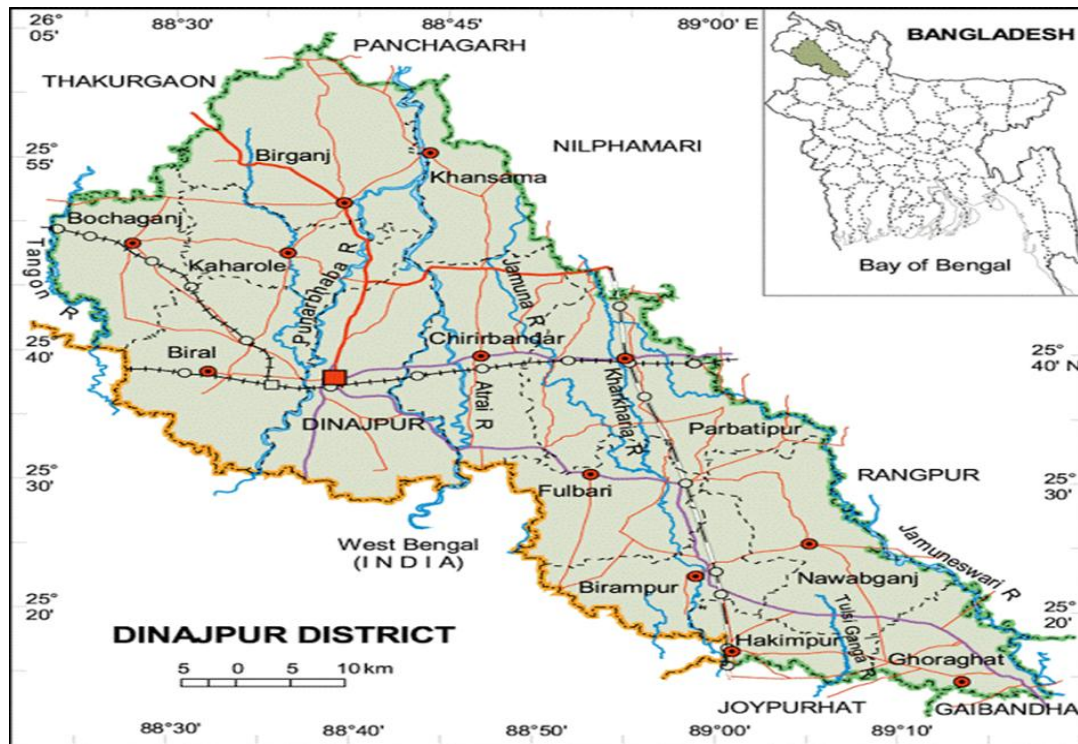 26°
05'
88°30'
88°45'
89°00' E
PANCHAGARH
THAKURGAON
BANGLADESH
Bay of Bengal
25°
55'
Birganj
NILPHAMARI
Khansama
Bochaganj
Tangon R
Kaharole
Punarbhaba R
Jamuna R
25°
40'
Chirirbandar
25°
40' N
Biral
Atrai R
Kharkharia R
DINAJPUR
Parbatipur
25°
30'
Fulbari
RANGPUR
25°
30'
Jamuneswari R
West Bengal
(INDIA)
Birampur
Nawabganj
25°
20'
Tulsi Ganga R
25°
20'
DINAJPUR DISTRICT
Hakimpur
Ghoraghat
5 0 5 10 km
JOYPURHAT
GAIBANDHA
88°30'
88°40'
89°00'
89°10'